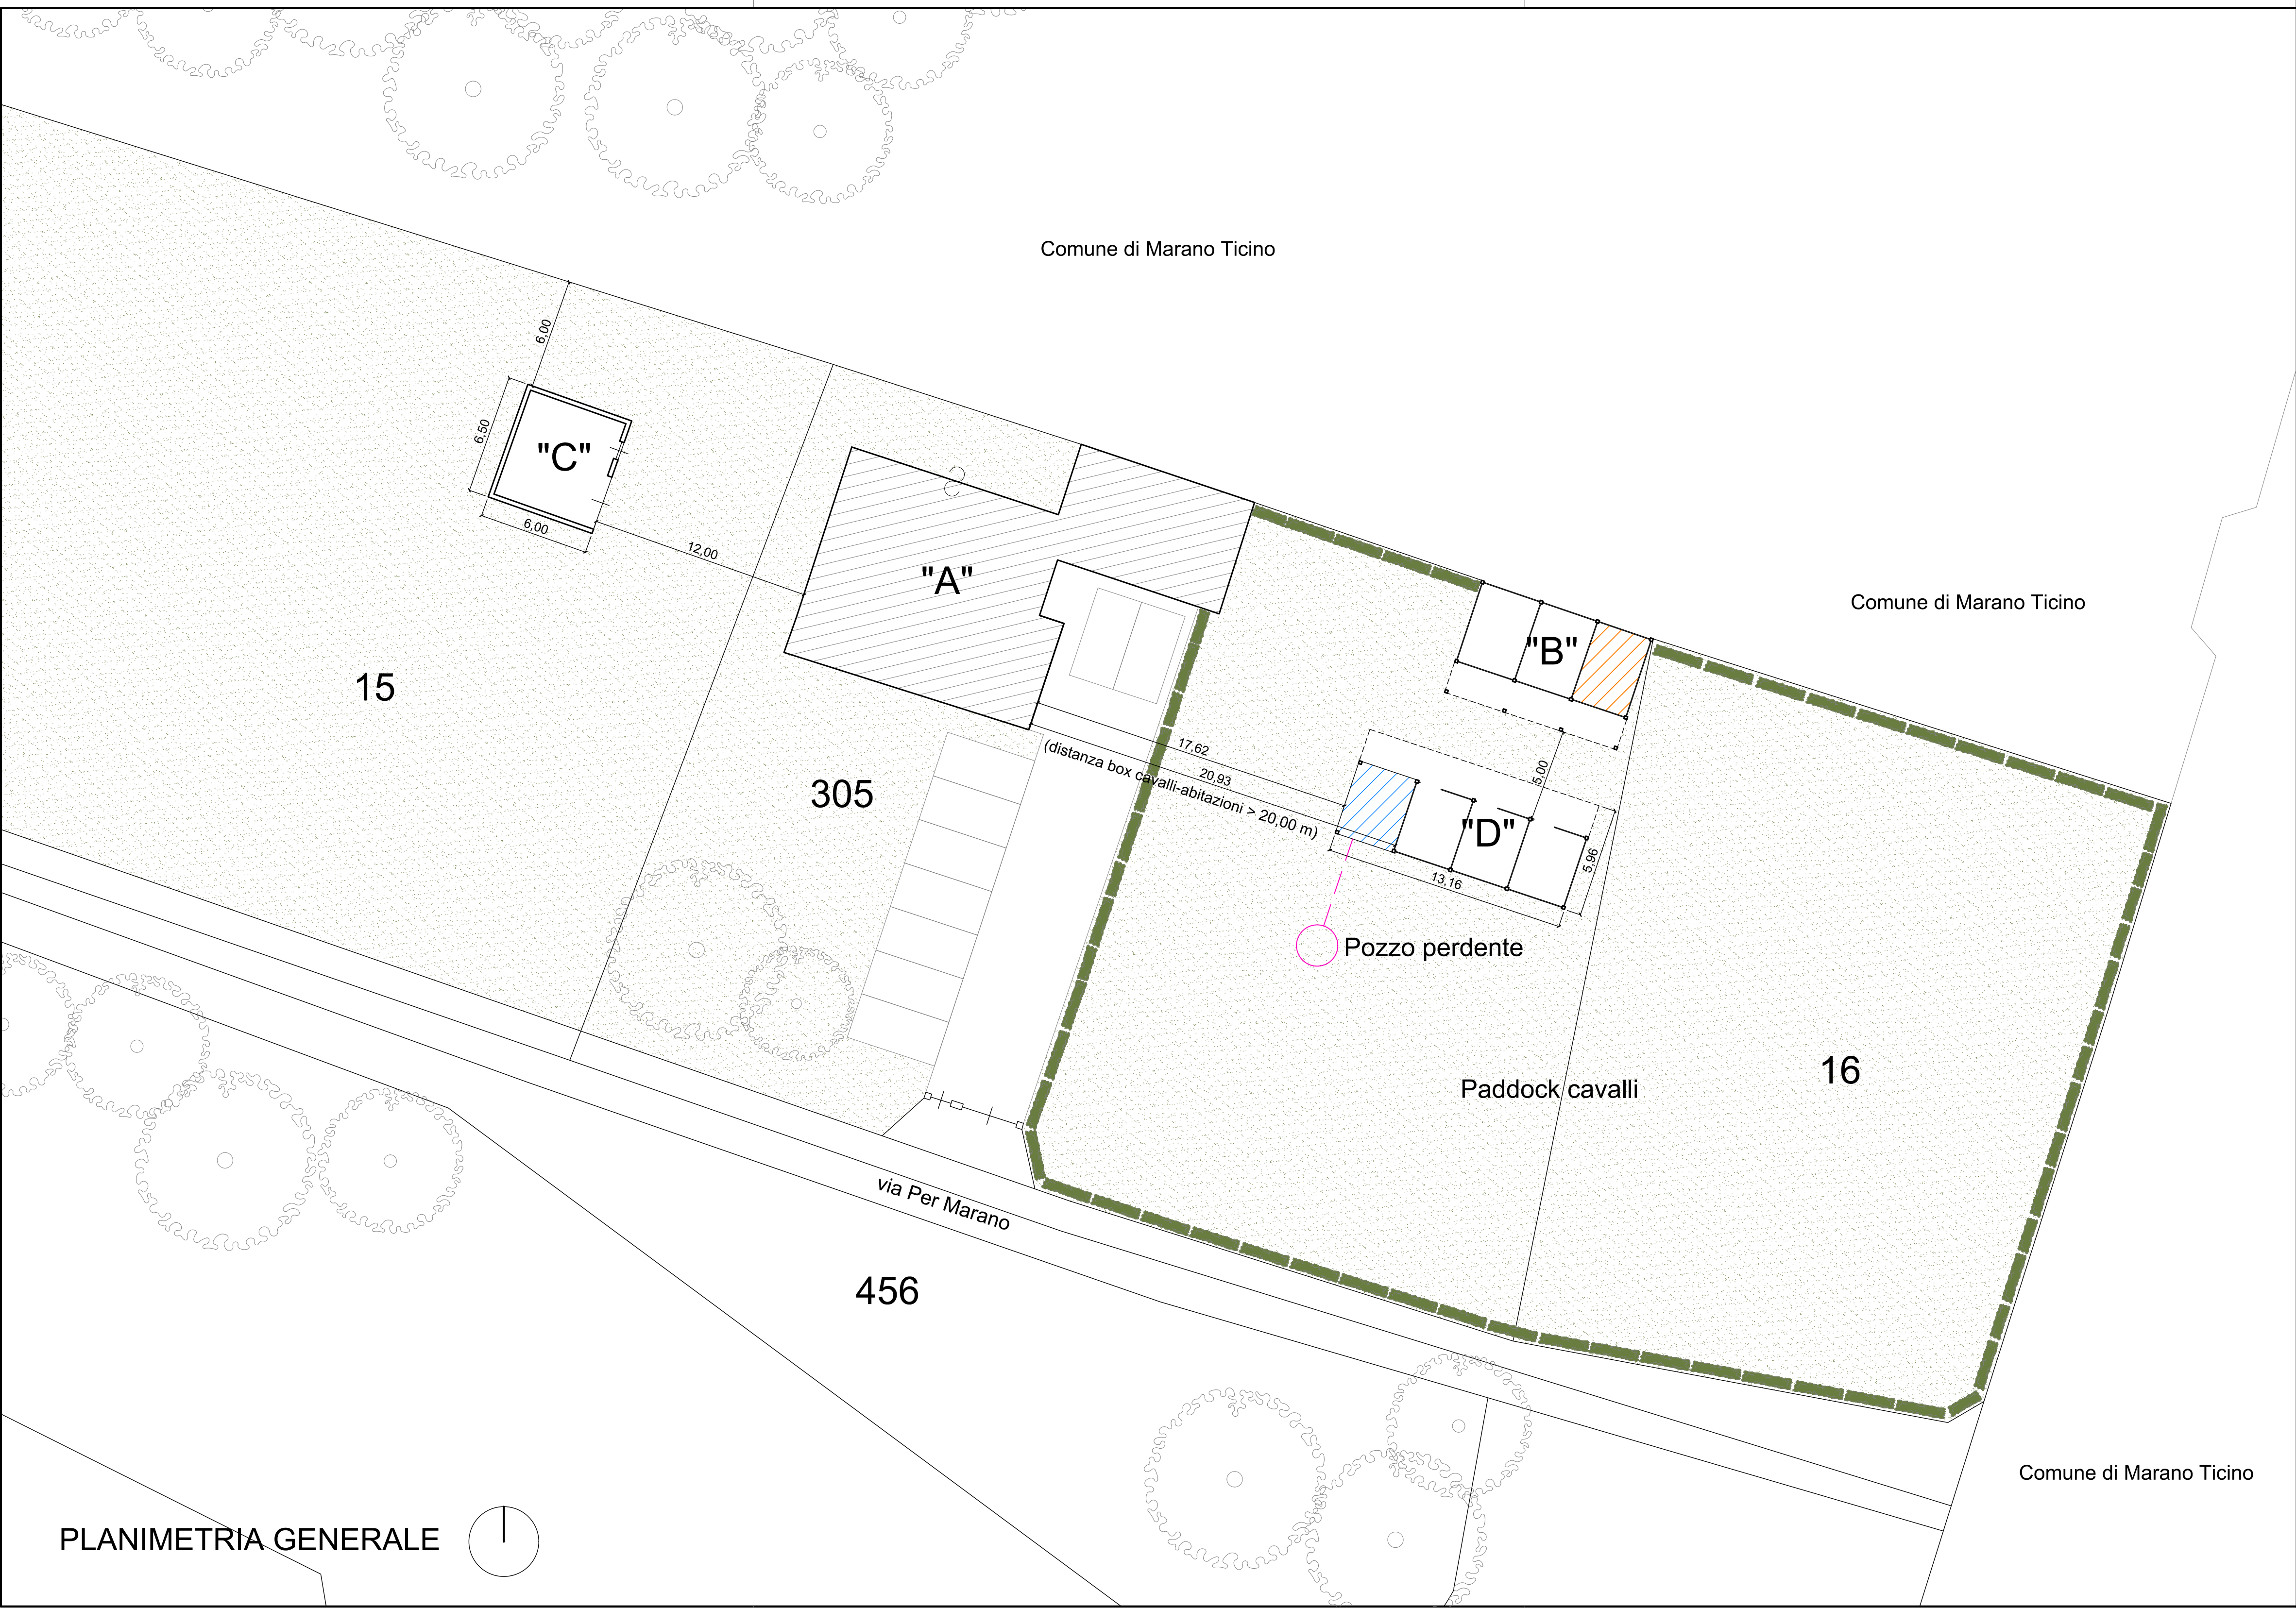 Comune di Marano Ticino
6,00
6,50
"C"
6,00
12,00
"A"
"B"
Comune di Marano Ticino
15
305
17,62
20,93
(distanza box cavalli-abitazioni > 20,00 m)
5,00
"D"
5,96
13,16
Pozzo perdente
Paddock cavalli
16
via Per Marano
456
Comune di Marano Ticino
PLANIMETRIA GENERALE